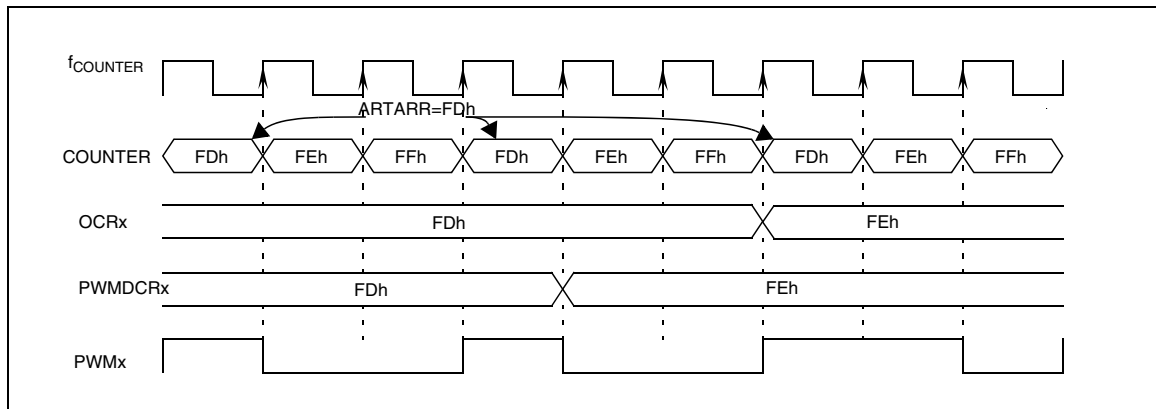 fCOUNTER
ARTARR=FDh
COUNTER FDh FEh FFh FDh FEh FFh FDh FEh FFh
OCRx FDh FEh
PWMDCRx FDh FEh
PWMx